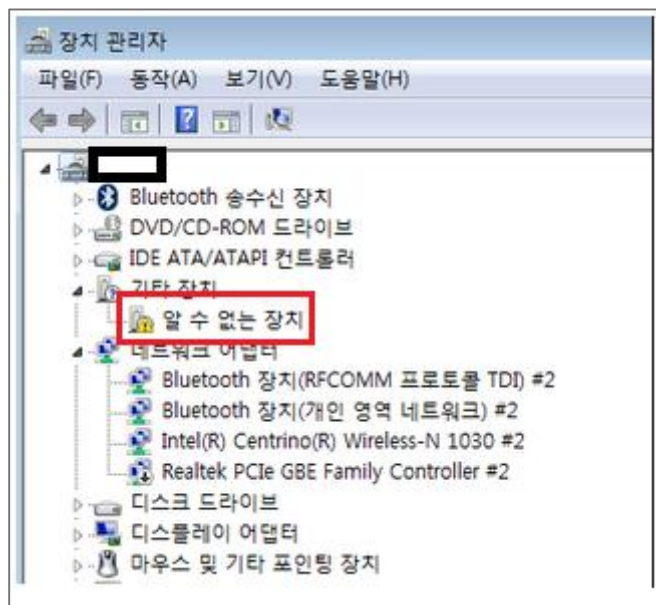 장치 관리자
파일(F) 동작(A) 보기(V) 도움말(H)
Bluetooth 송수신 장치
DVD/CD-ROM 드라이브
IDE ATA/ATAPI 컨트롤러
기타 장치
알 수 없는 장치
네트워크 어댑터
Bluetooth 장치(RFCOMM 프로토콜 TDI) #2
Bluetooth 장치(개인 영역 네트워크) #2
Intel(R) Centrino(R) Wireless-N 1030 #2
Realtek PCIe GBE Family Controller #2
디스크 드라이브
디스플레이 어댑터
마우스 및 기타 포인팅 장치